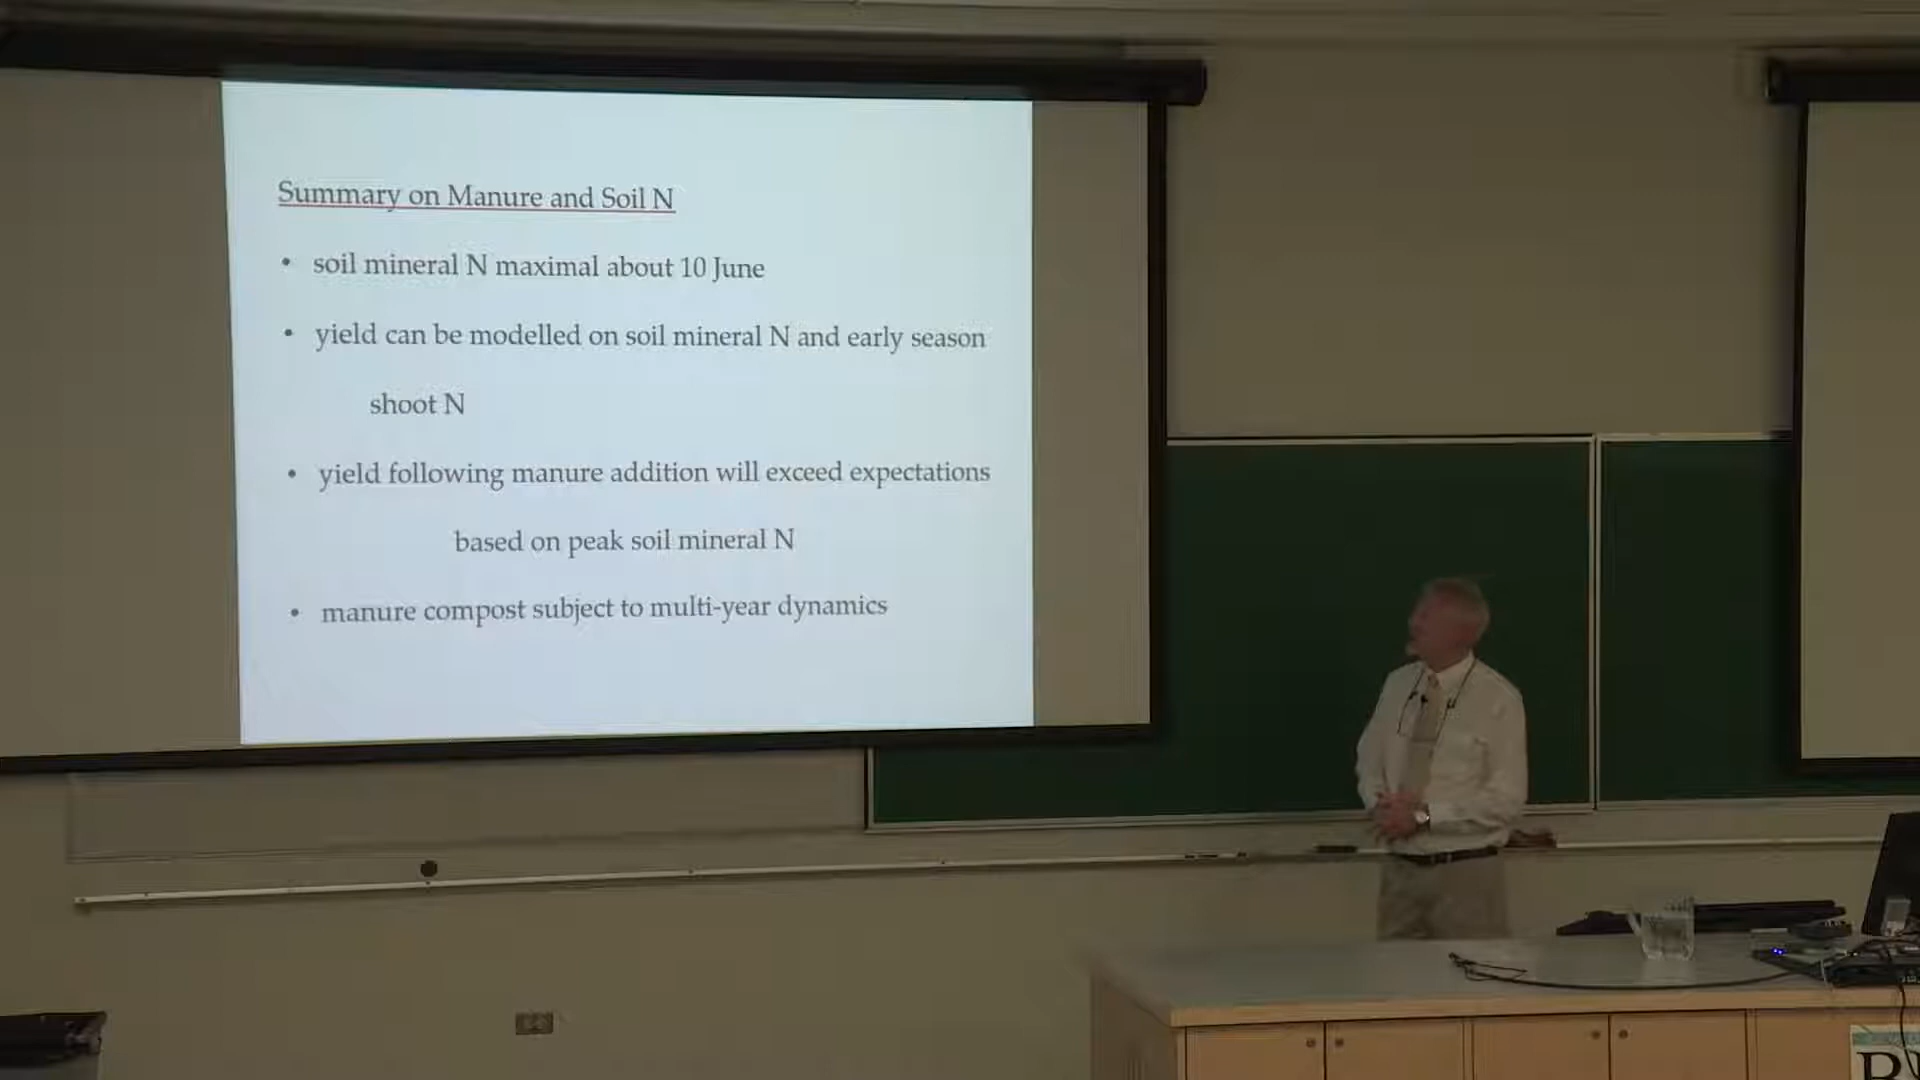 Summary on Manure and Soil N
• soil mineral N maximal about 10 June
• yield can be modelled on soil mineral N and early season
shoot N
• yield following manure addition will exceed expectations
based on peak soil mineral N
• manure compost subject to multi-year dynamics